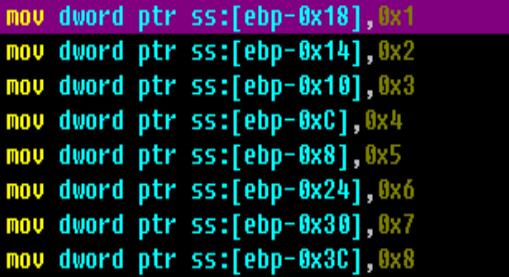 mov dword ptr ss:[ebp-0x18],0x1
mov dword ptr ss:[ebp-0x14],0x2
mov dword ptr ss:[ebp-0x10],0x3
mov dword ptr ss:[ebp-0xC],0x4
mov dword ptr ss:[ebp-0x8],0x5
mov dword ptr ss:[ebp-0x24],0x6
mov dword ptr ss:[ebp-0x30],0x7
mov dword ptr ss:[ebp-0x3C],0x8